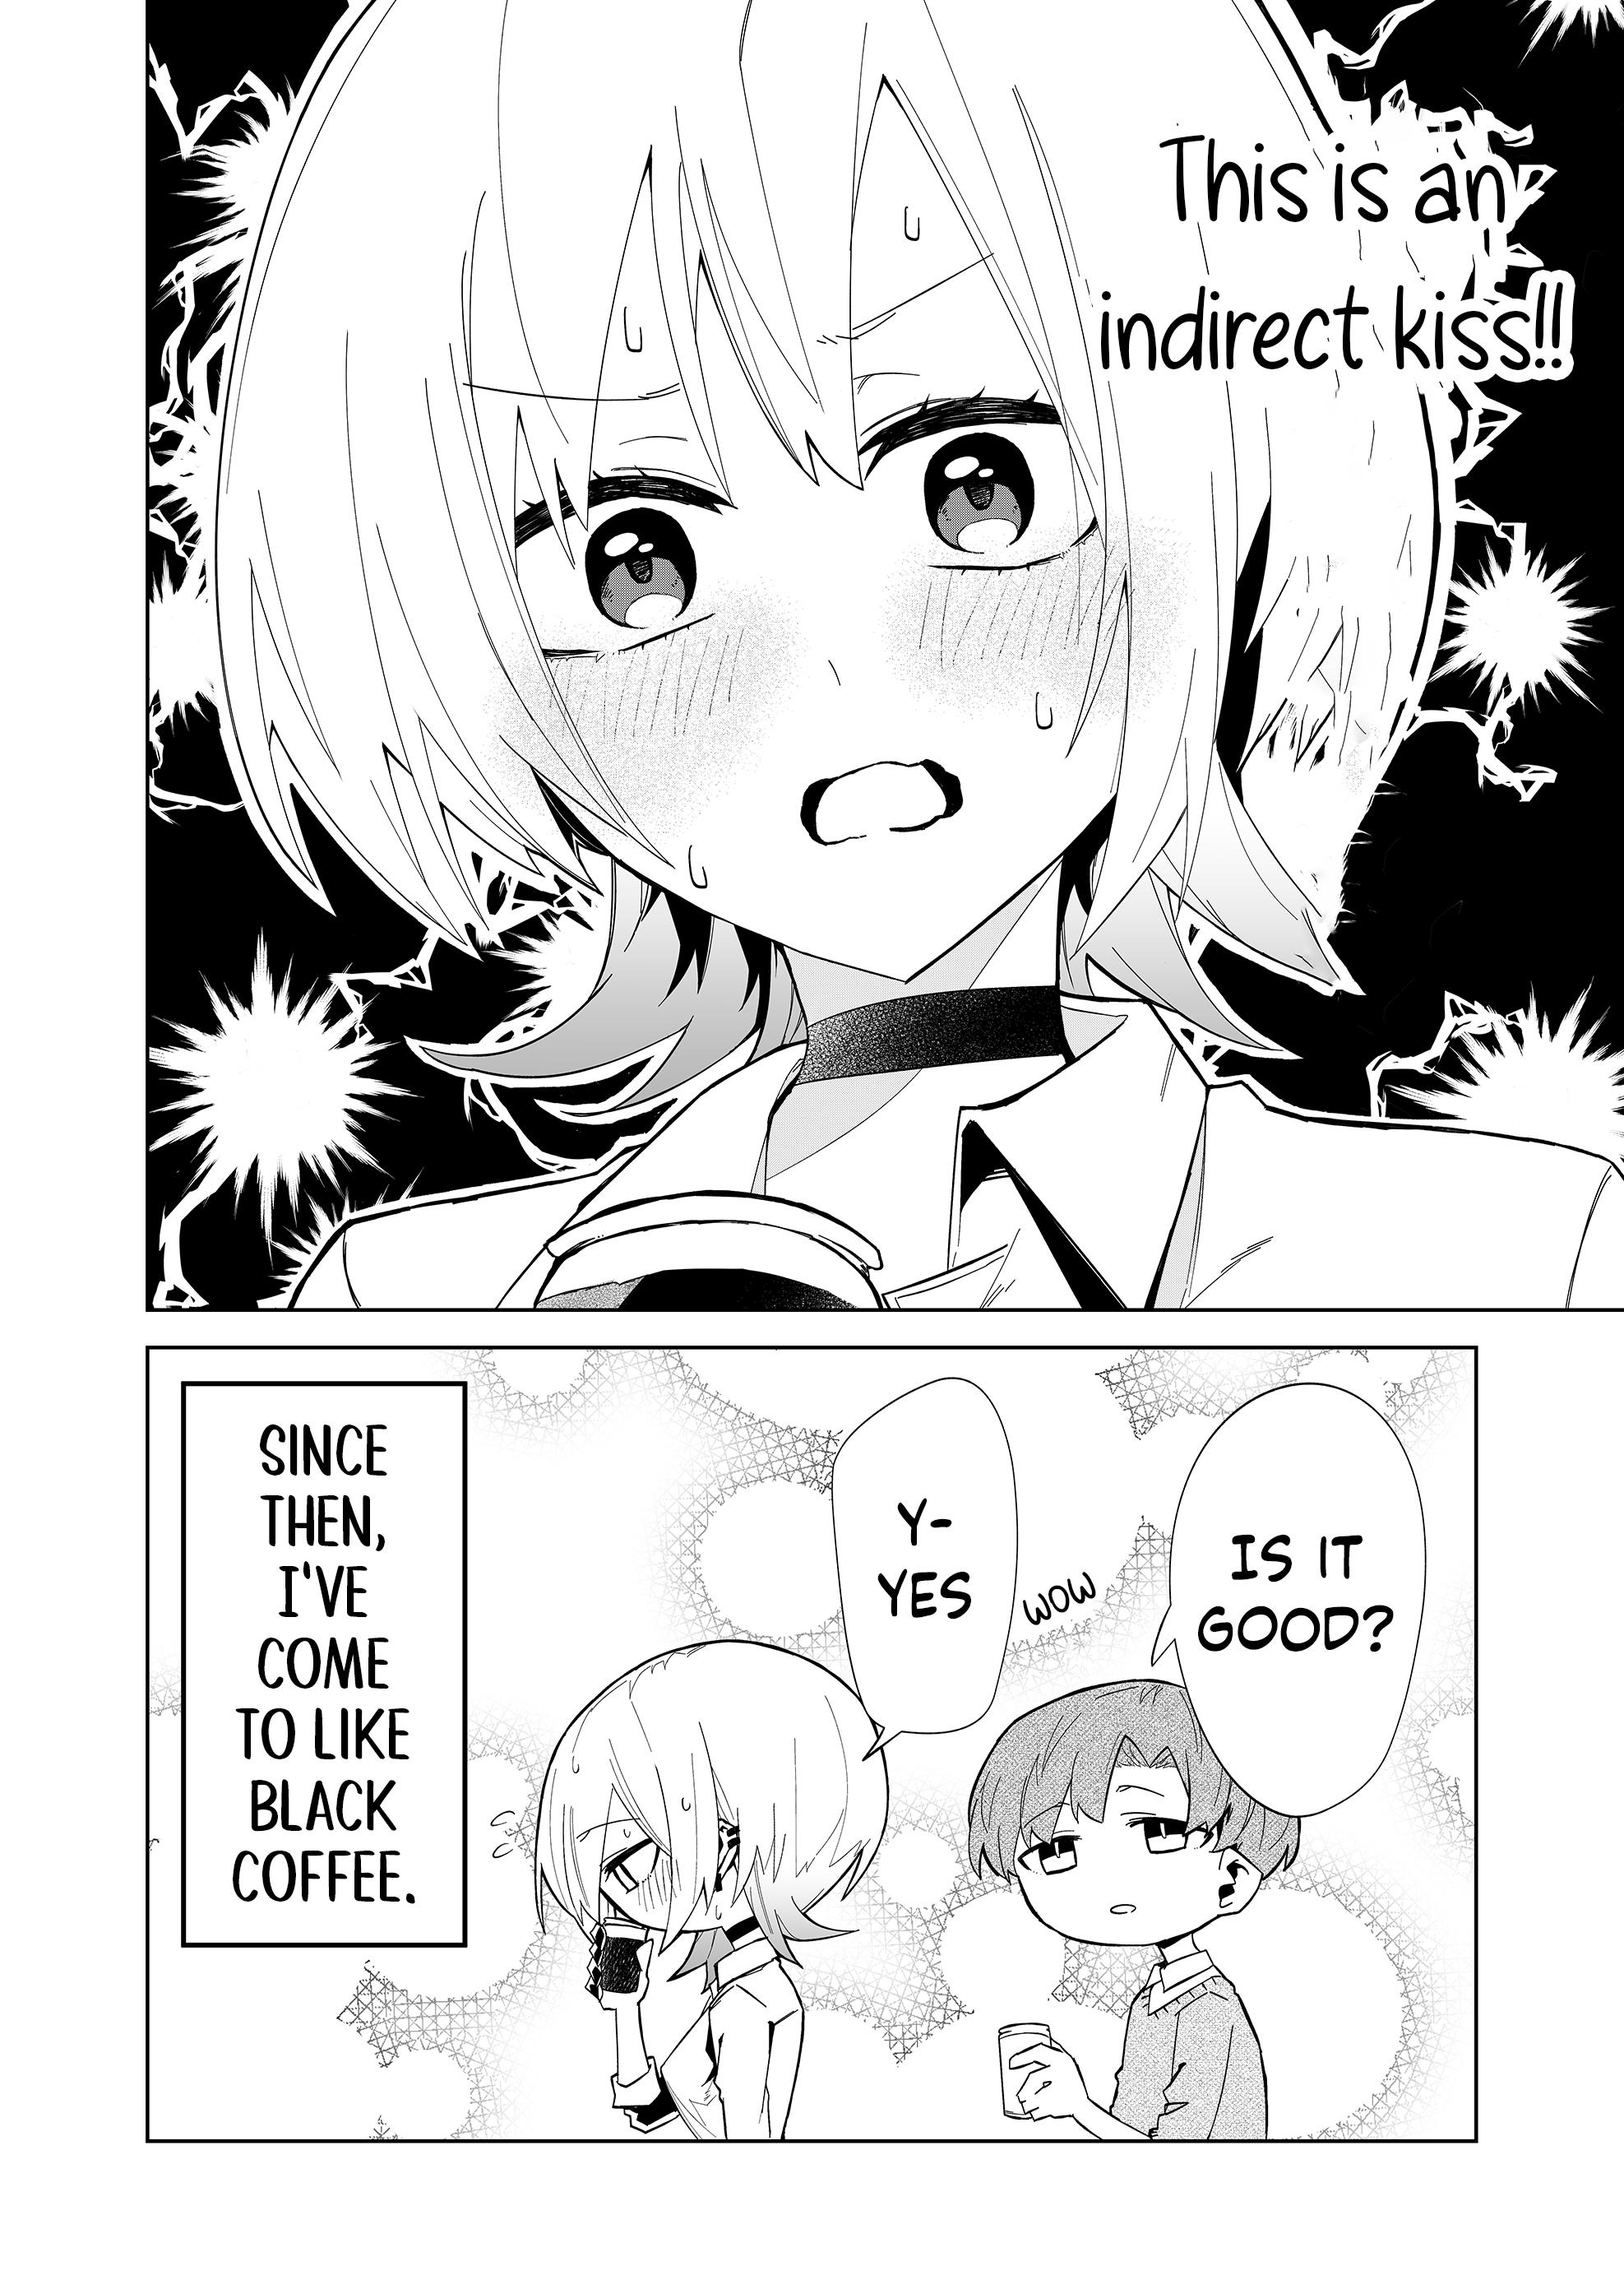 This is an
indirect kiss!!
IS IT
GOOD?
WOW
Y-
YES
SINCE
THEN,
I'VE
COME
TO LIKE
BLACK
COFFEE.